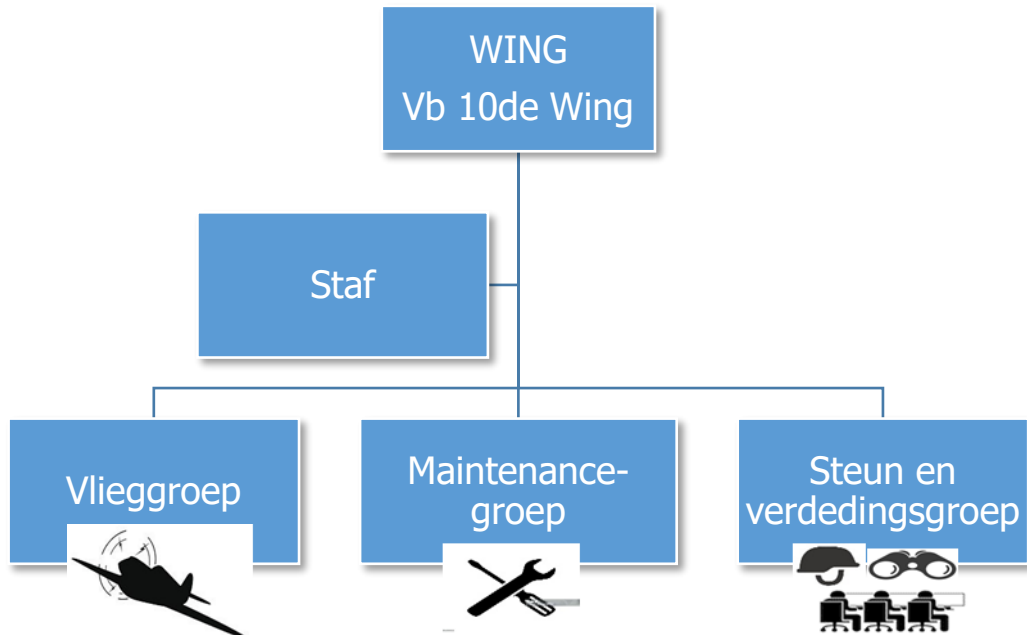 WING
Vb 10de Wing
Staf
Vlieggroep
Maintenance-
groep
Steun en
verdedingsgroep